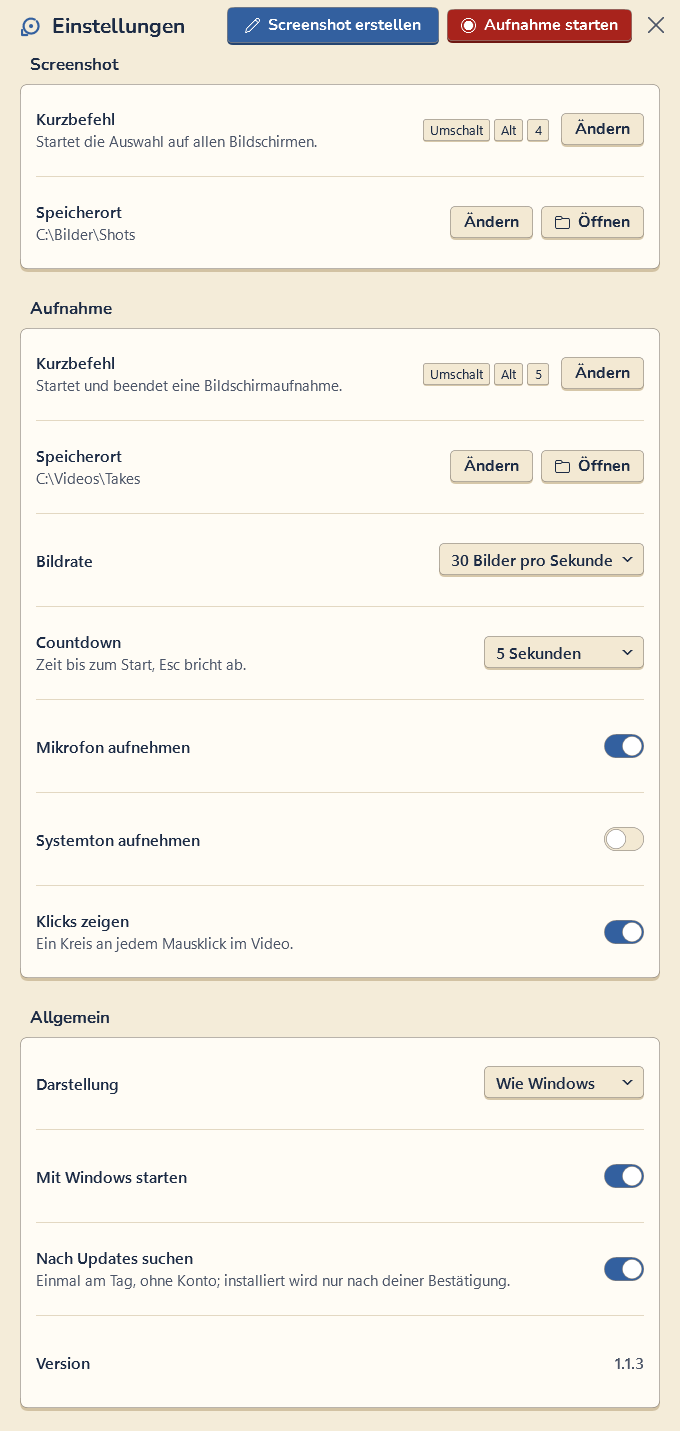 Einstellungen
Screenshot erstellen
Aufnahme starten
Screenshot
Kurzbefehl
Startet die Auswahl auf allen Bildschirmen.
Umschalt Alt 4
Ändern
Speicherort
C:\Bilder\Shots
Ändern
Öffnen
Aufnahme
Kurzbefehl
Startet und beendet eine Bildschirmaufnahme.
Umschalt Alt 5
Ändern
Speicherort
C:\Videos\Takes
Ändern
Öffnen
Bildrate
30 Bilder pro Sekunde
Countdown
Zeit bis zum Start, Esc bricht ab.
5 Sekunden
Mikrofon aufnehmen
Systemton aufnehmen
Klicks zeigen
Ein Kreis an jedem Mausklick im Video.
Allgemein
Darstellung
Wie Windows
Mit Windows starten
Nach Updates suchen
Einmal am Tag, ohne Konto; installiert wird nur nach deiner Bestätigung.
Version
1.1.3